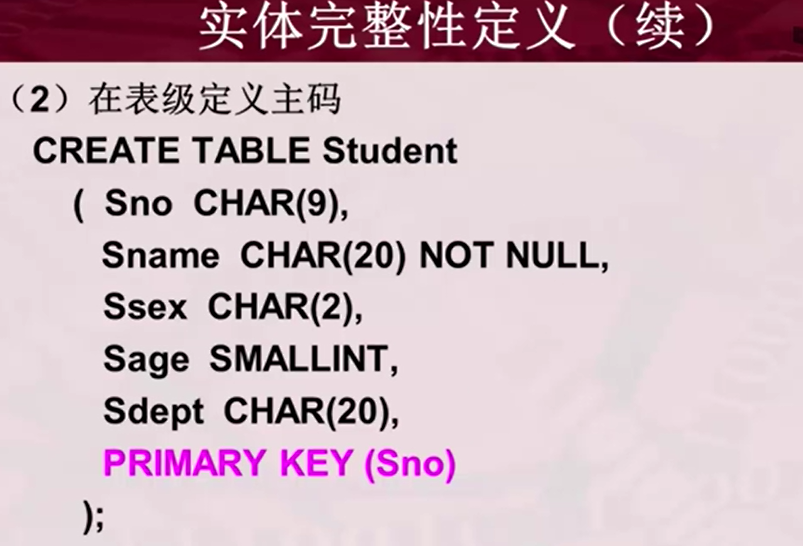 实体完整性定义（续）
（2）在表级定义主码
CREATE TABLE Student
( Sno CHAR(9),
Sname CHAR(20) NOT NULL,
Ssex CHAR(2),
Sage SMALLINT,
Sdept CHAR(20),
PRIMARY KEY (Sno)
);